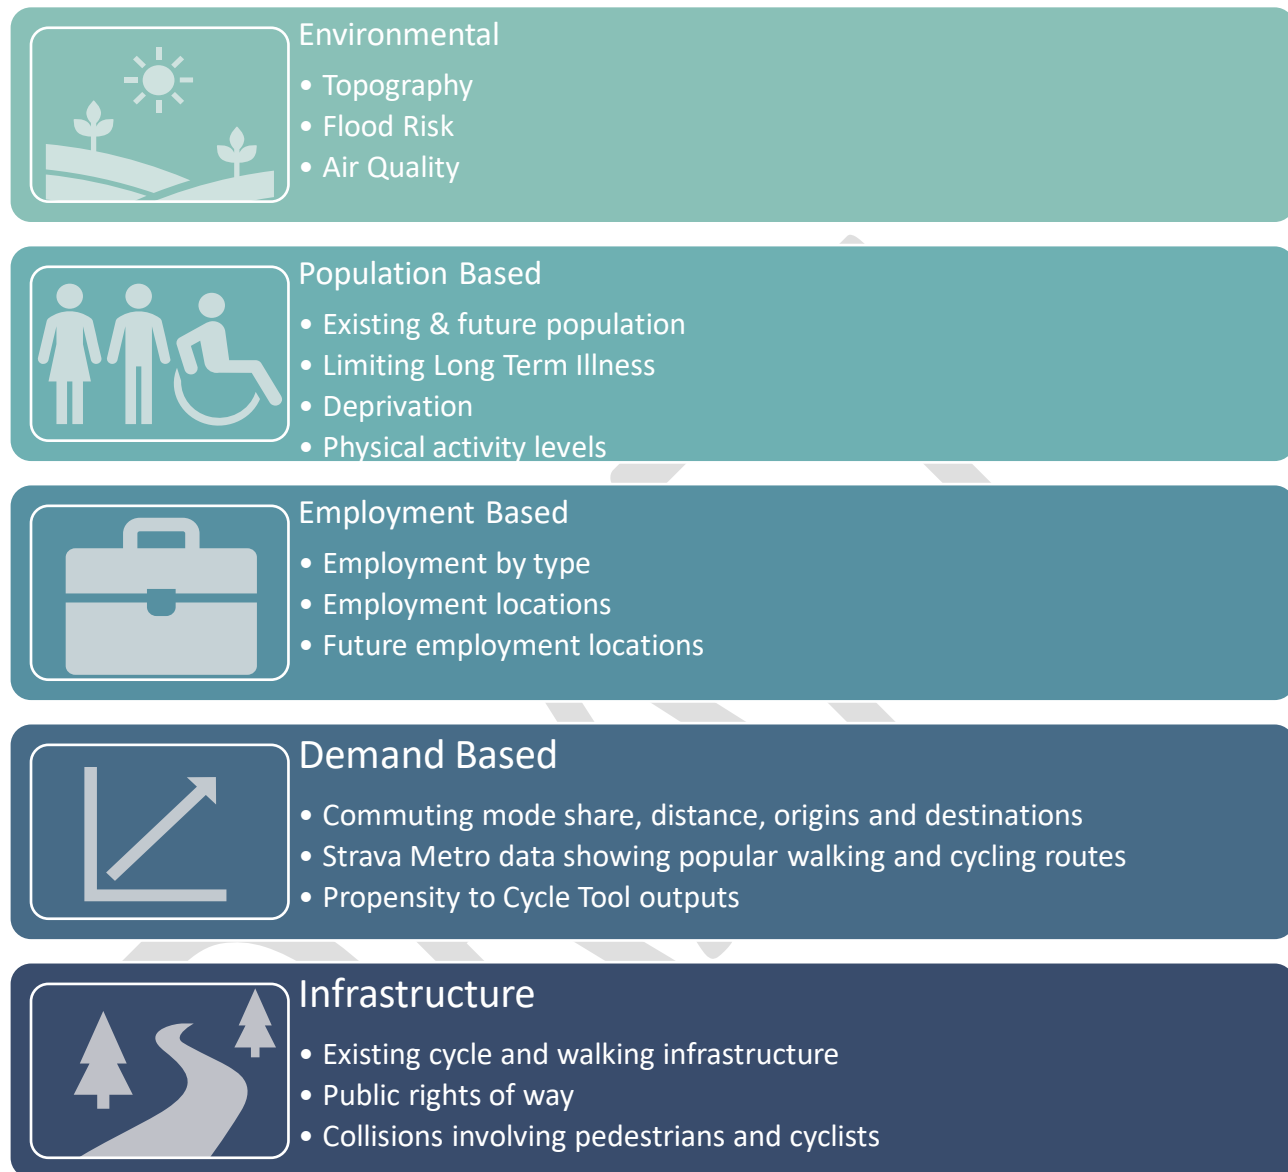 Environmental
• Topography
• Flood Risk
• Air Quality
Population Based
• Existing & future population
• Limiting Long Term Illness
• Deprivation
• Physical activity levels
Employment Based
• Employment by type
• Employment locations
• Future employment locations
Demand Based
• Commuting mode share, distance, origins and destinations
• Strava Metro data showing popular walking and cycling routes
• Propensity to Cycle Tool outputs
Infrastructure
• Existing cycle and walking infrastructure
• Public rights of way
• Collisions involving pedestrians and cyclists